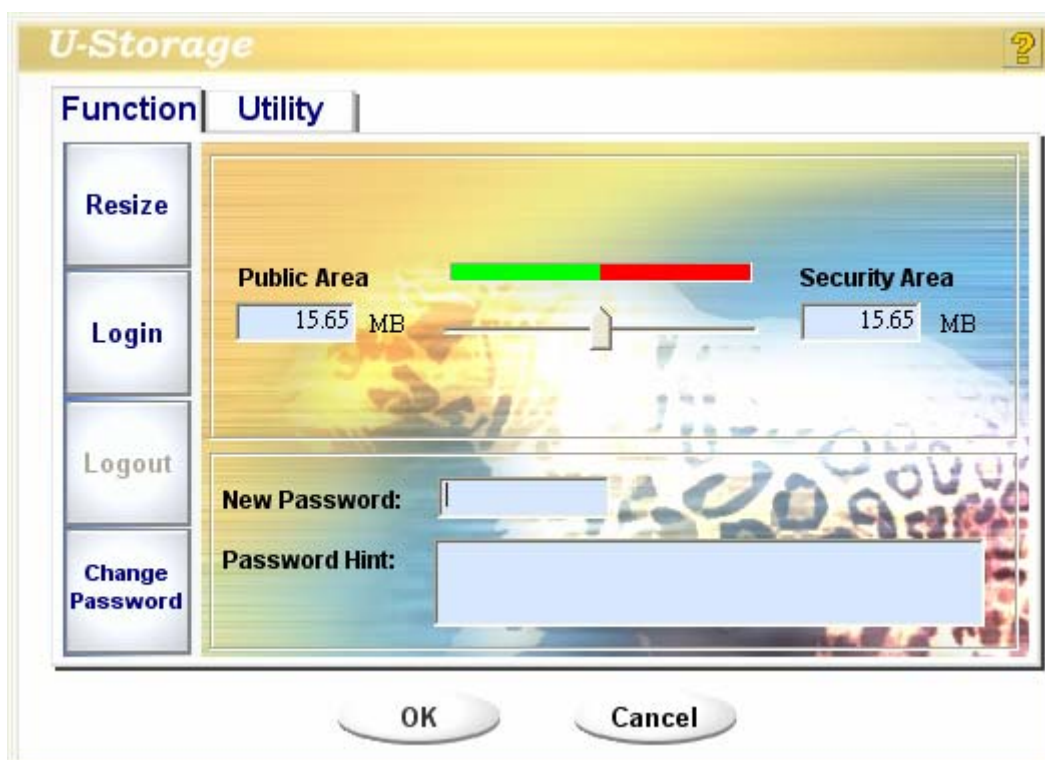 U-Storage
?
Function
Utility
Resize
Login
Logout
Change
Password
Public Area
15.65 MB
Security Area
15.65 MB
New Password:
Password Hint:
OK
Cancel